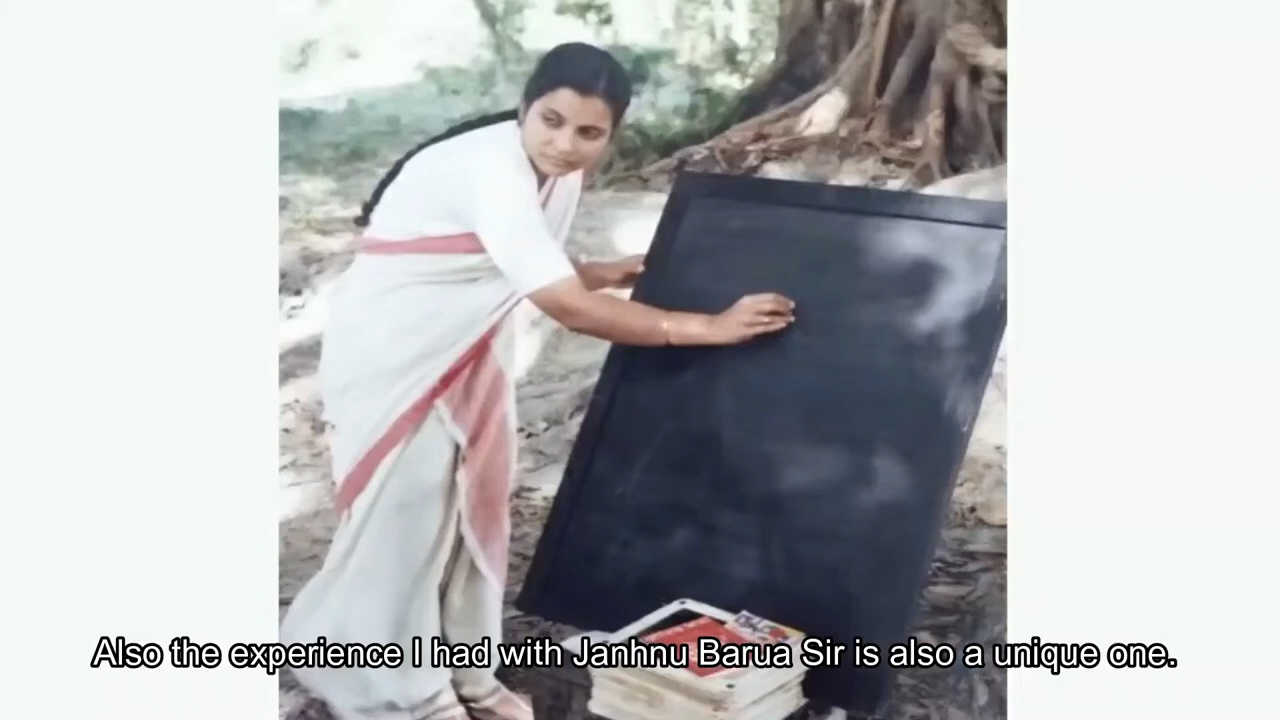 Also the experience I had with Janhnu Barua Sir is also a unique one.